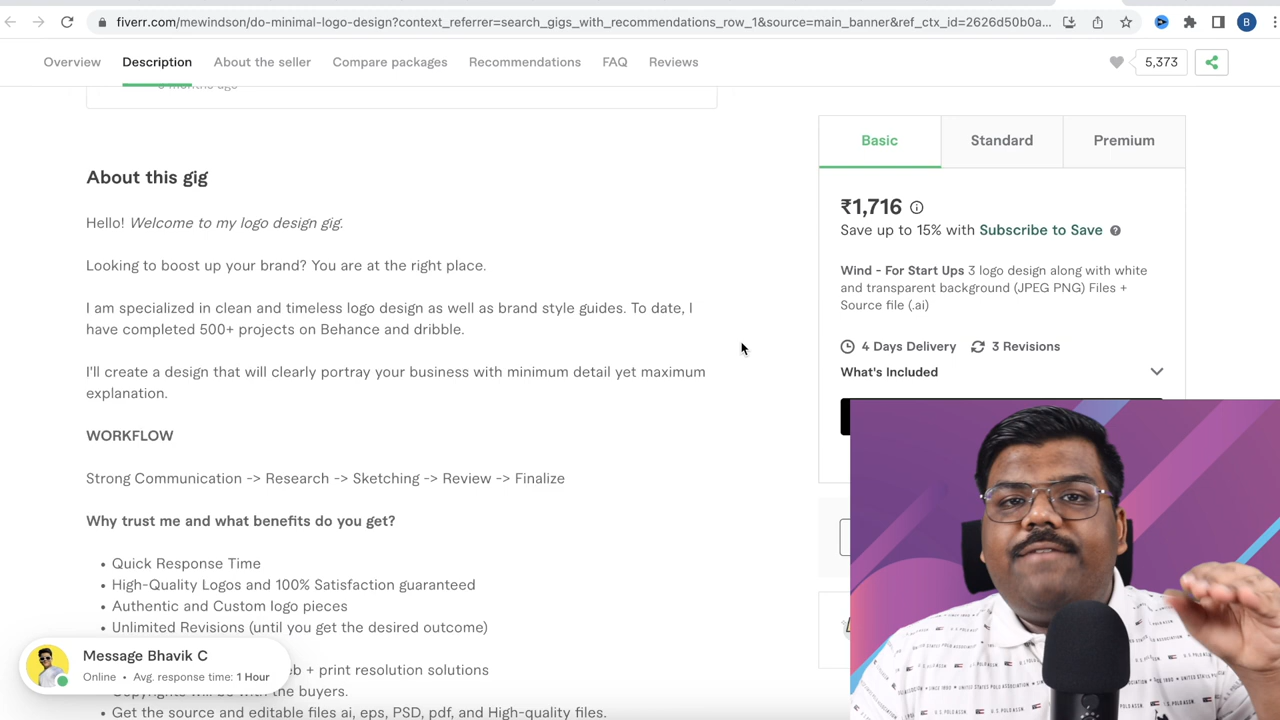 fiverr.com/mewindson/do-minimal-logo-design?context_referrer=search_gigs_with_recommendations_row_1&source=main_banner&ref_ctx_id=2626d50b0a...
B
Overview Description About the seller Compare packages Recommendations FAQ Reviews
5,373
months ago
About this gig
Hello! Welcome to my logo design gig.
Looking to boost up your brand? You are at the right place.
I am specialized in clean and timeless logo design as well as brand style guides. To date, I
have completed 500+ projects on Behance and dribble.
I'll create a design that will clearly portray your business with minimum detail yet maximum
explanation.
WORKFLOW
Strong Communication -> Research -> Sketching -> Review -> Finalize
Why trust me and what benefits do you get?
• Quick Response Time
• High-Quality Logos and 100% Satisfaction guaranteed
• Authentic and Custom logo pieces
• Unlimited Revisions (until you get the desired outcome)
+ print resolution solutions
the buyers.
• Get the source and editable files ai, eps, PSD, pdf, and High-quality files.
Message Bhavik C
Online • Avg. response time: 1 Hour
Basic Standard Premium
₹1,716
Save up to 15% with Subscribe to Save
Wind - For Start Ups 3 logo design along with white
and transparent background (JPEG PNG) Files +
Source file (.ai)
4 Days Delivery 3 Revisions
What's Included